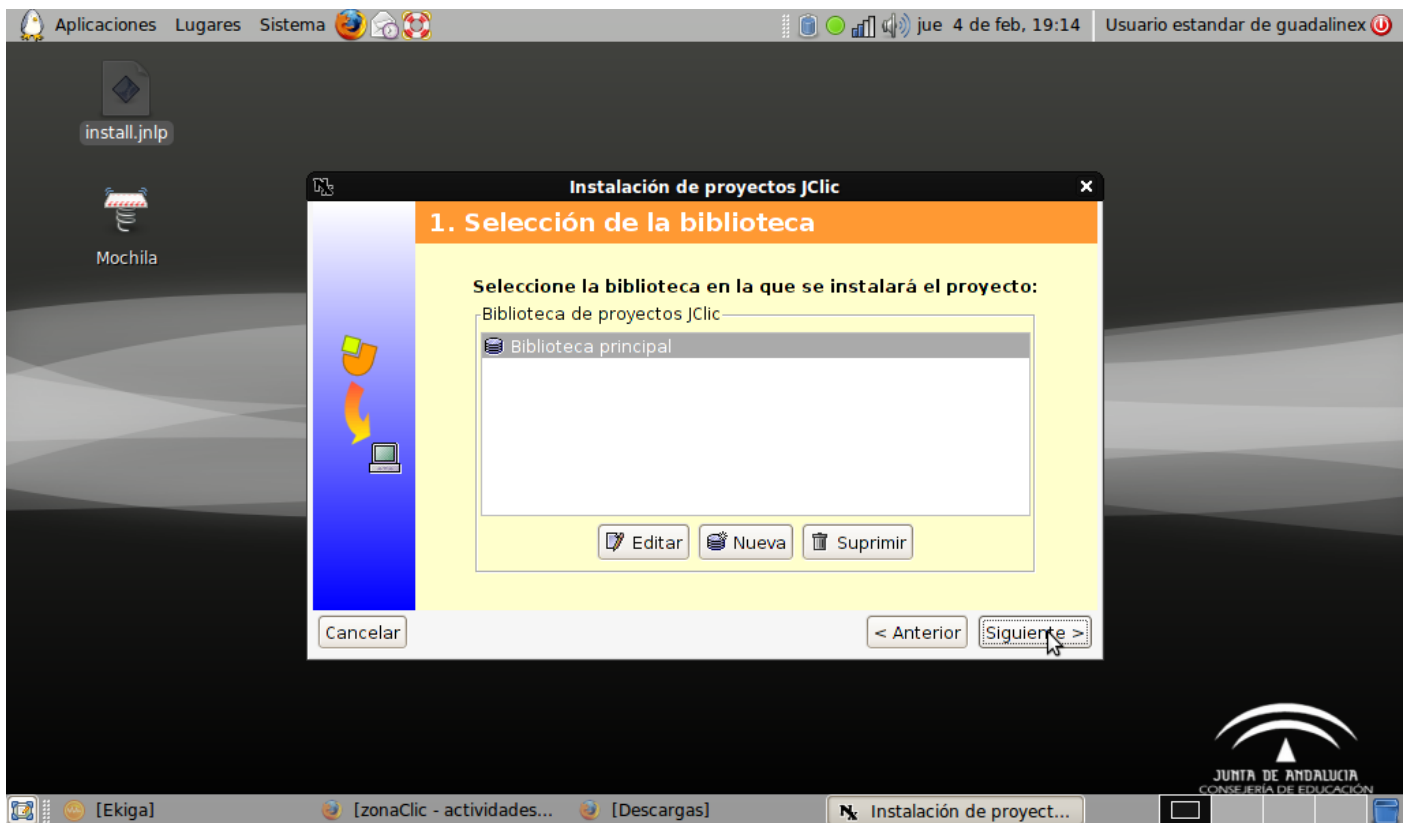 Aplicaciones Lugares Sistema jue 4 de feb, 19:14 Usuario estandar de guadalinex
install.jnlp
Mochila
Instalación de proyectos JClic
1. Selección de la biblioteca
Seleccione la biblioteca en la que se instalará el proyecto:
Biblioteca de proyectos JClic
Biblioteca principal
Editar Nueva Suprimir
Cancelar < Anterior Siguiente >
JUNTA DE ANDALUCIA
CONSEJERÍA DE EDUCACIÓN
[Ekiga] [zonaClic - actividades... [Descargas] Instalación de proyect...